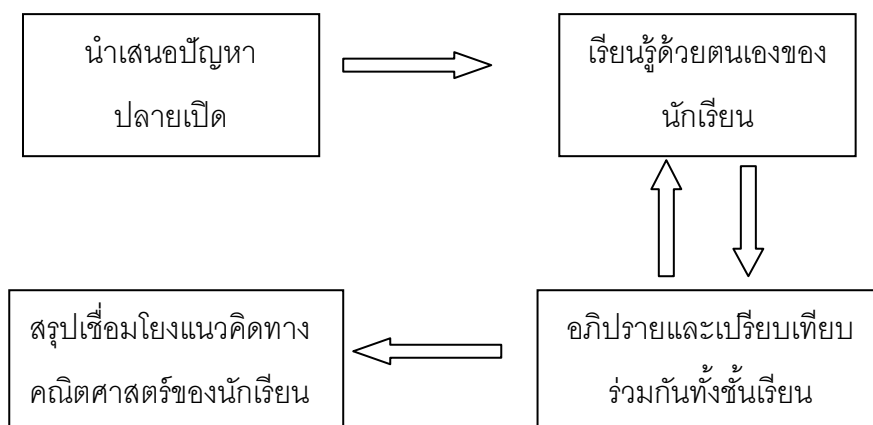 นำเสนอปัญหา
ปลายเปิด
เรียนรู้ด้วยตนเองของ
นักเรียน
อภิปรายและเปรียบเทียบ
ร่วมกันทั้งชั้นเรียน
สรุปเชื่อมโยงแนวคิดทาง
คณิตศาสตร์ของนักเรียน